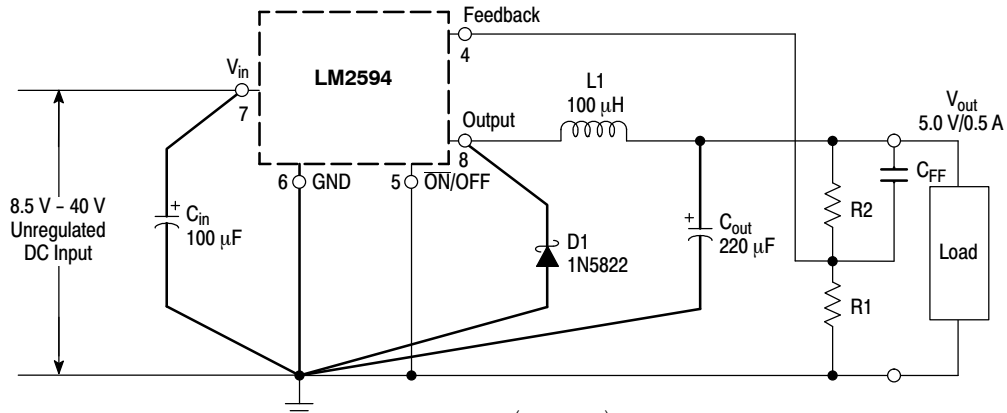 Feedback
4
Vin
7
LM2594
Output
8
L1
100 μH
Vout
5.0 V/0.5 A
6
GND
5
ON/OFF
CFF
8.5 V – 40 V
Unregulated
DC Input
+
Cin
100 μF
D1
1N5822
+
Cout
220 μF
R2
R1
Load